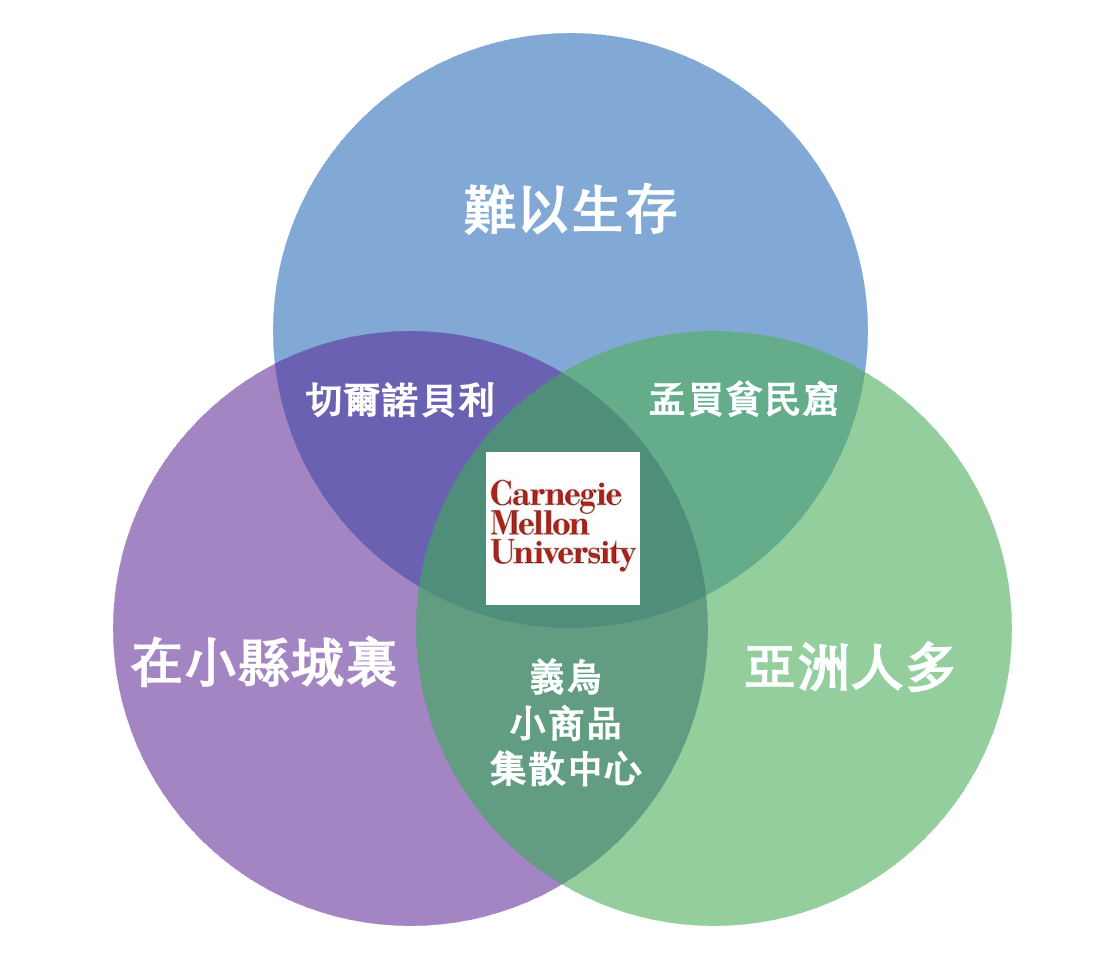 難以生存
切爾諾貝利
孟買貧民窟
Carnegie
Mellon
University
在小縣城裏
亞洲人多
義烏
小商品
集散中心